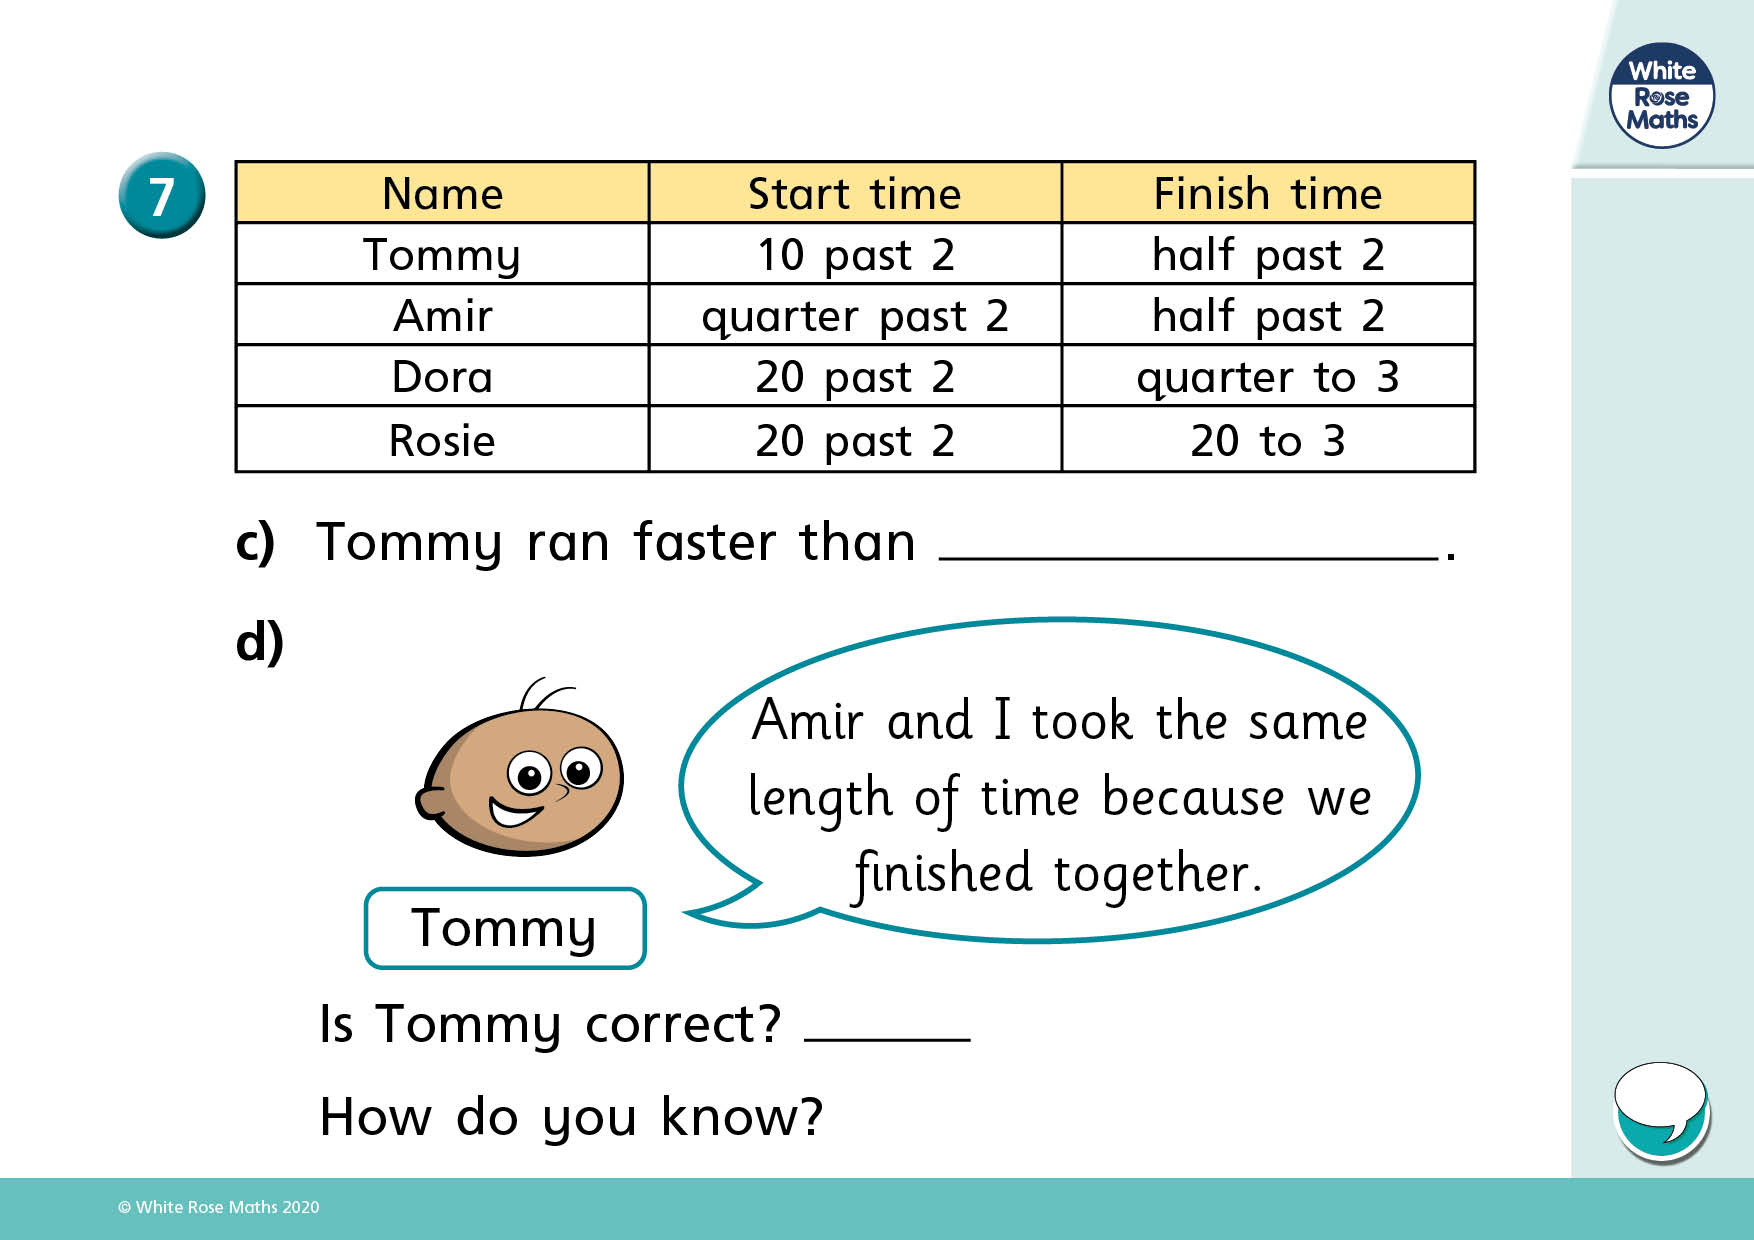 White
Rose
Maths
7
Name Start time Finish time
Tommy 10 past 2 half past 2
Amir quarter past 2 half past 2
Dora 20 past 2 quarter to 3
Rosie 20 past 2 20 to 3
c) Tommy ran faster than ____________.
d)
Amir and I took the same
length of time because we
finished together.
Tommy
Is Tommy correct? ____
How do you know?
© White Rose Maths 2020